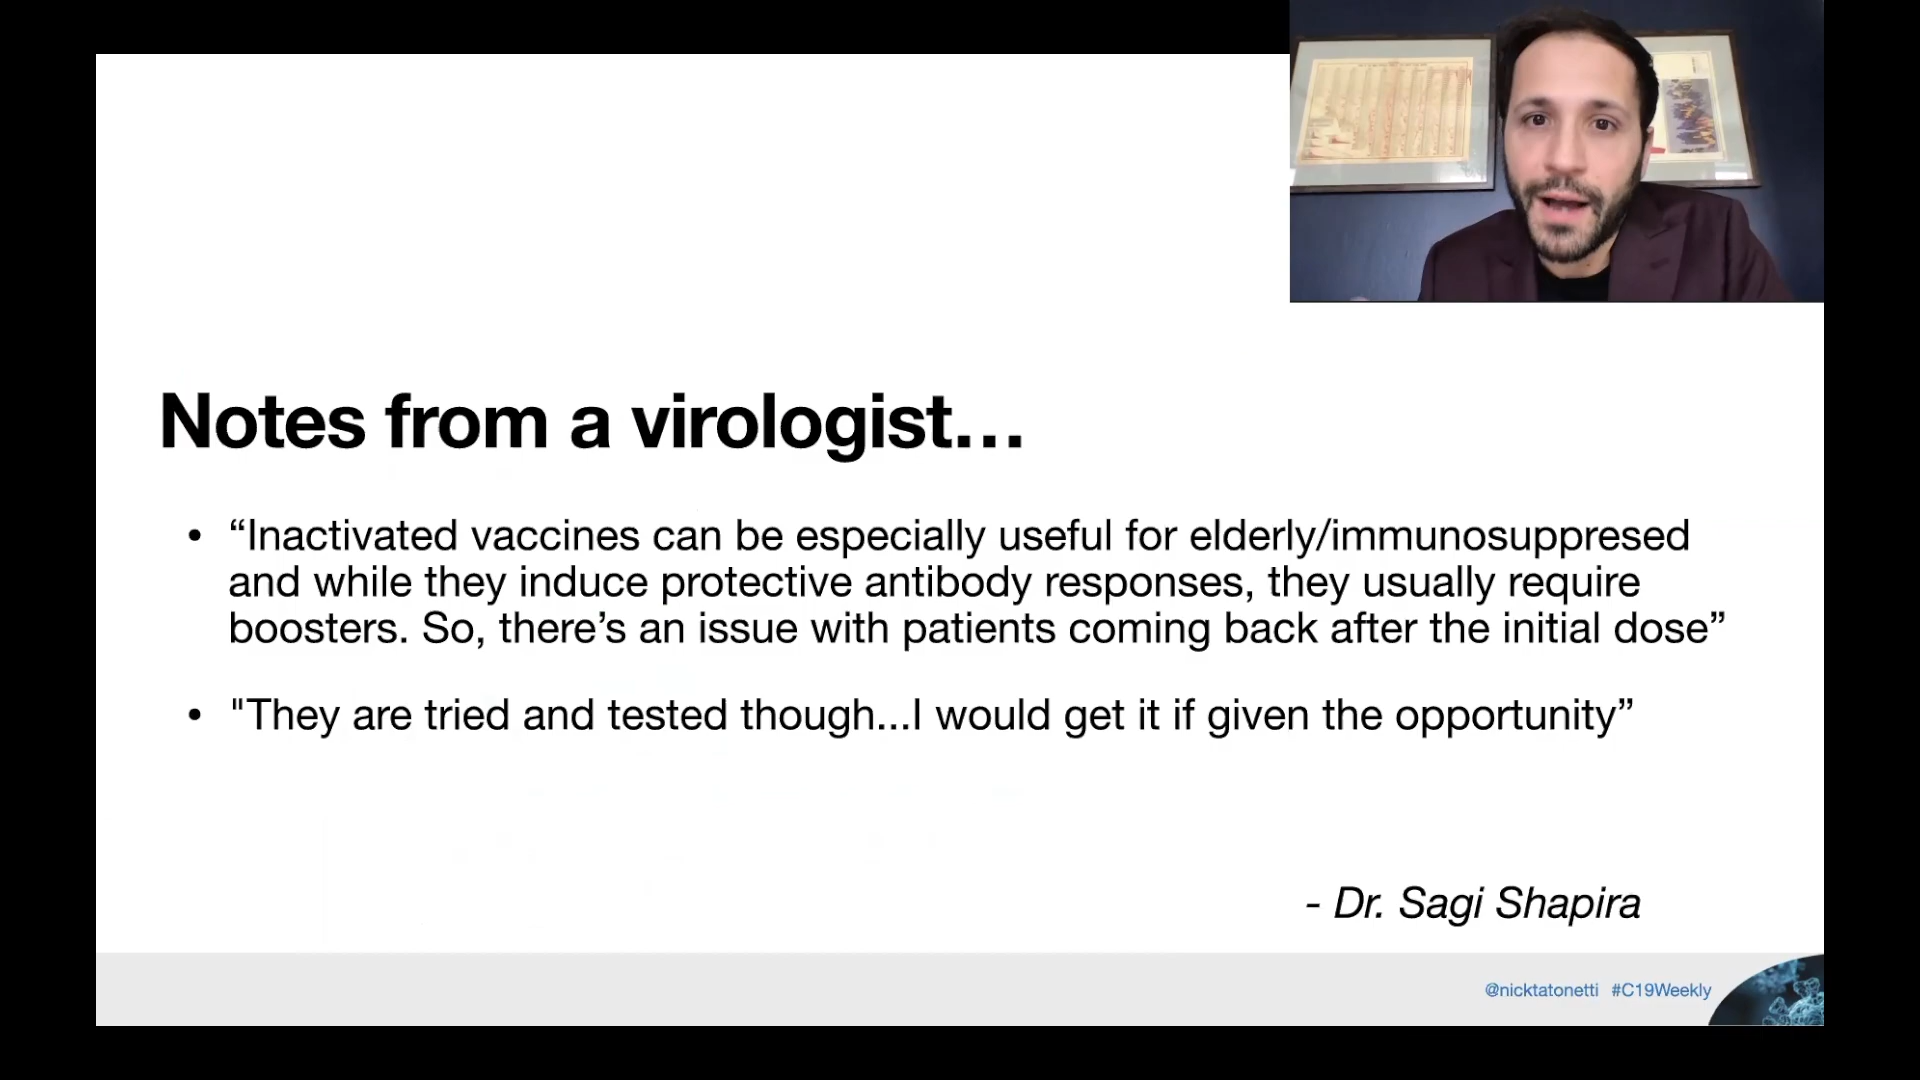 Notes from a virologist...
• “Inactivated vaccines can be especially useful for elderly/immunosuppresed
and while they induce protective antibody responses, they usually require
boosters. So, there’s an issue with patients coming back after the initial dose”
• "They are tried and tested though...I would get it if given the opportunity”
- Dr. Sagi Shapira
@nicktatonetti #C19Weekly